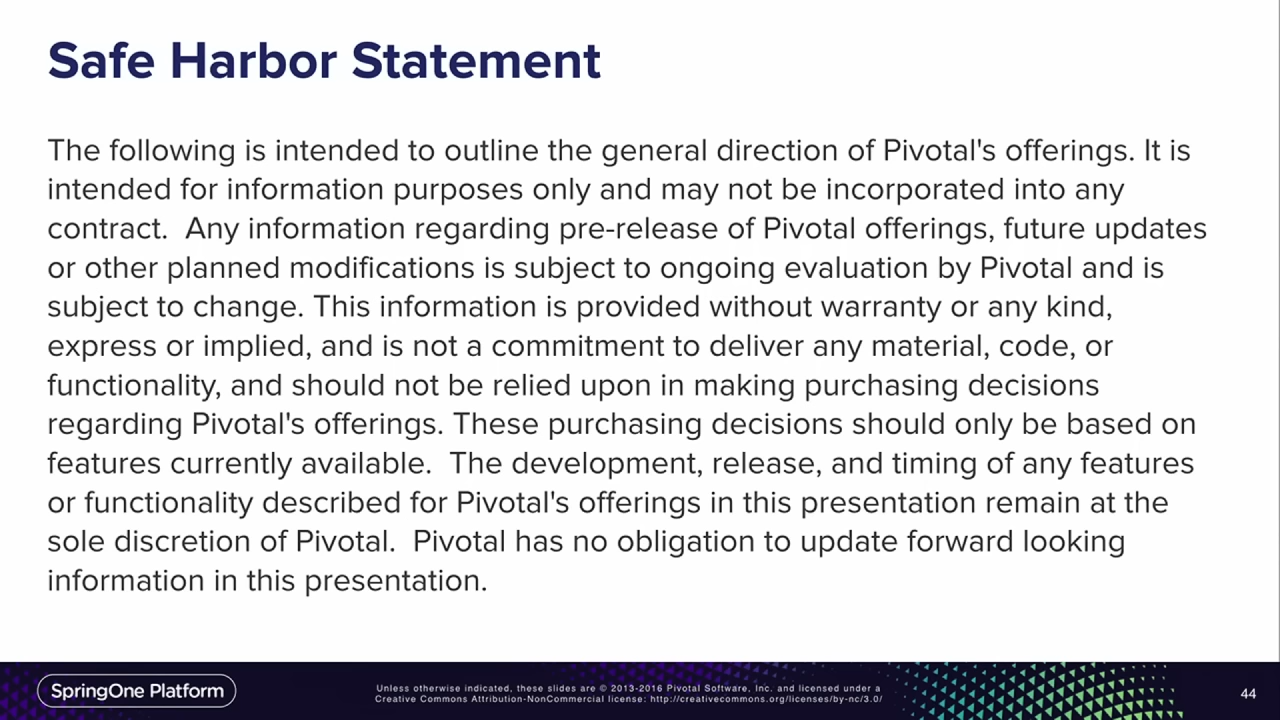 Safe Harbor Statement
The following is intended to outline the general direction of Pivotal's offerings. It is
intended for information purposes only and may not be incorporated into any
contract.  Any information regarding pre-release of Pivotal offerings, future updates
or other planned modifications is subject to ongoing evaluation by Pivotal and is
subject to change. This information is provided without warranty or any kind,
express or implied, and is not a commitment to deliver any material, code, or
functionality, and should not be relied upon in making purchasing decisions
regarding Pivotal's offerings. These purchasing decisions should only be based on
features currently available.  The development, release, and timing of any features
or functionality described for Pivotal's offerings in this presentation remain at the
sole discretion of Pivotal.  Pivotal has no obligation to update forward looking
information in this presentation.
SpringOne Platform
Unless otherwise indicated, these slides are © 2013-2016 Pivotal Software, Inc. and licensed under a
Creative Commons Attribution-NonCommercial license: http://creativecommons.org/licenses/by-nc/3.0/
44